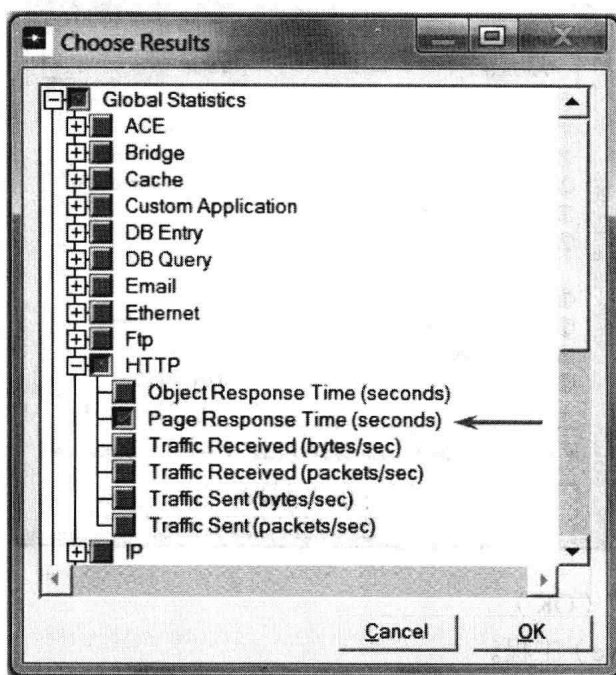 Choose Results
Global Statistics
ACE
Bridge
Cache
Custom Application
DB Entry
DB Query
Email
Ethernet
Ftp
HTTP
Object Response Time (seconds)
Page Response Time (seconds)
Traffic Received (bytes/sec)
Traffic Received (packets/sec)
Traffic Sent (bytes/sec)
Traffic Sent (packets/sec)
IP
Cancel OK